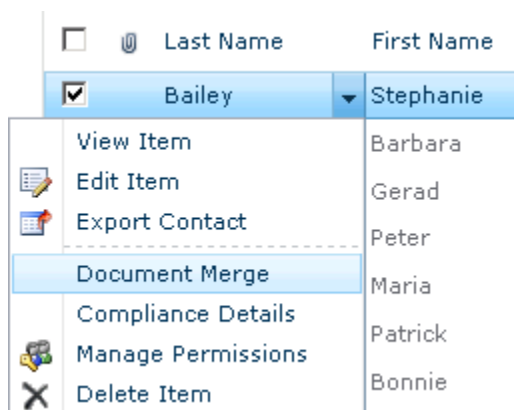 Last Name First Name
Bailey Stephanie
View Item Barbara
Edit Item Gerad
Export Contact Peter
Document Merge Maria
Compliance Details
Manage Permissions Patrick
Delete Item Bonnie